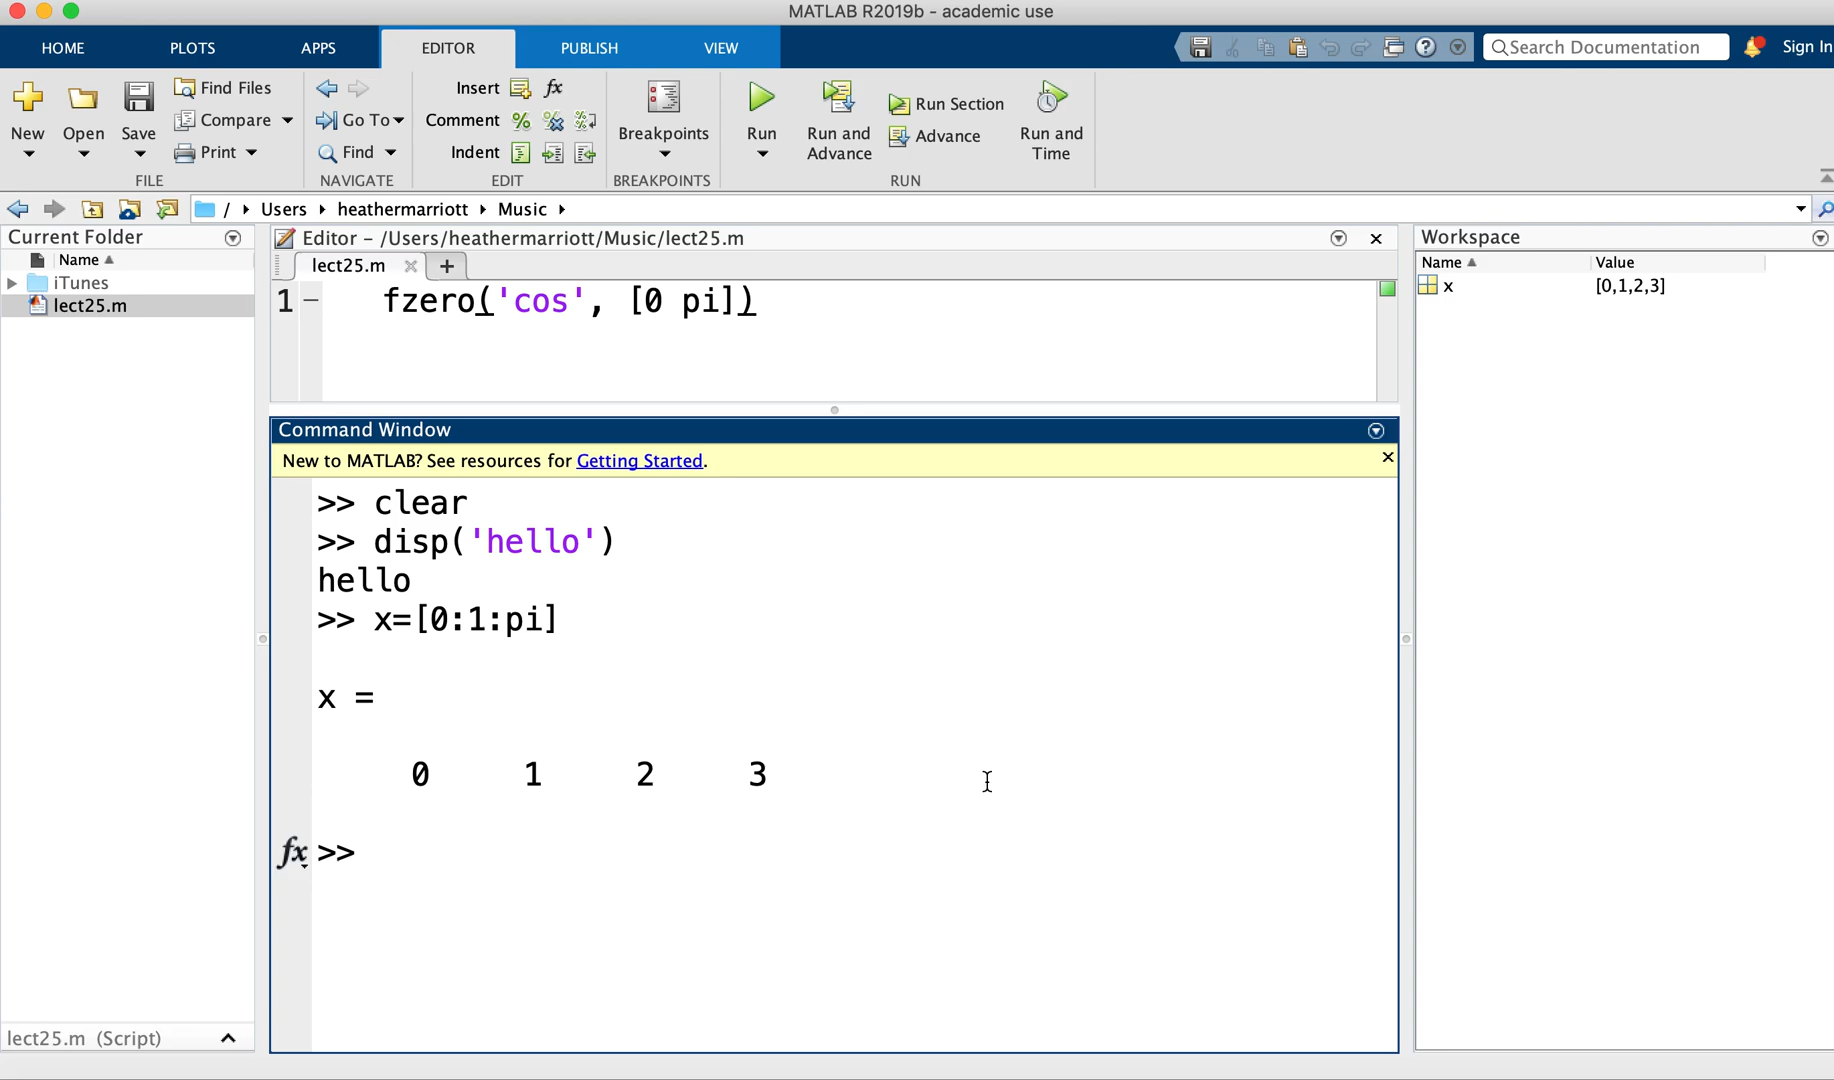 MATLAB R2019b - academic use
HOME PLOTS APPS EDITOR PUBLISH VIEW Search Documentation Sign In
New Open Save Find Files Compare Print
FILE
Go To Find
NAVIGATE
Insert fx
Comment % % %
Indent
EDIT
Breakpoints
BREAKPOINTS
Run Run and Advance Run Section Advance Run and Time
RUN
/ Users heathermarriott Music
Current Folder
Name
iTunes
lect25.m
lect25.m (Script)
Editor - /Users/heathermarriott/Music/lect25.m
lect25.m +
1 – fzero('cos', [0 pi])
Command Window
New to MATLAB? See resources for Getting Started.
>> clear
>> disp('hello')
hello
>> x=[0:1:pi]
x =
0 1 2 3
fx >>
Workspace
Name Value
x [0,1,2,3]